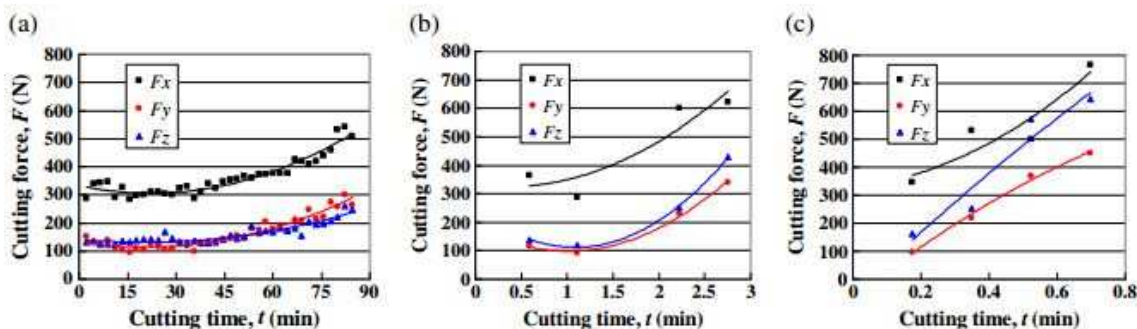 (a)
Cutting force, F (N)
800
700
600
500
400
300
200
100
0
Fx
Fy
Fz
0 15 30 45 60 75 90
Cutting time, t (min)
(b)
Cutting force, F (N)
800
700
600
500
400
300
200
100
0
Fx
Fy
Fz
0 0.5 1 1.5 2 2.5 3
Cutting time, t (min)
(c)
Cutting force, F (N)
800
700
600
500
400
300
200
100
0
Fx
Fy
Fz
0 0.2 0.4 0.6 0.8
Cutting time, t (min)